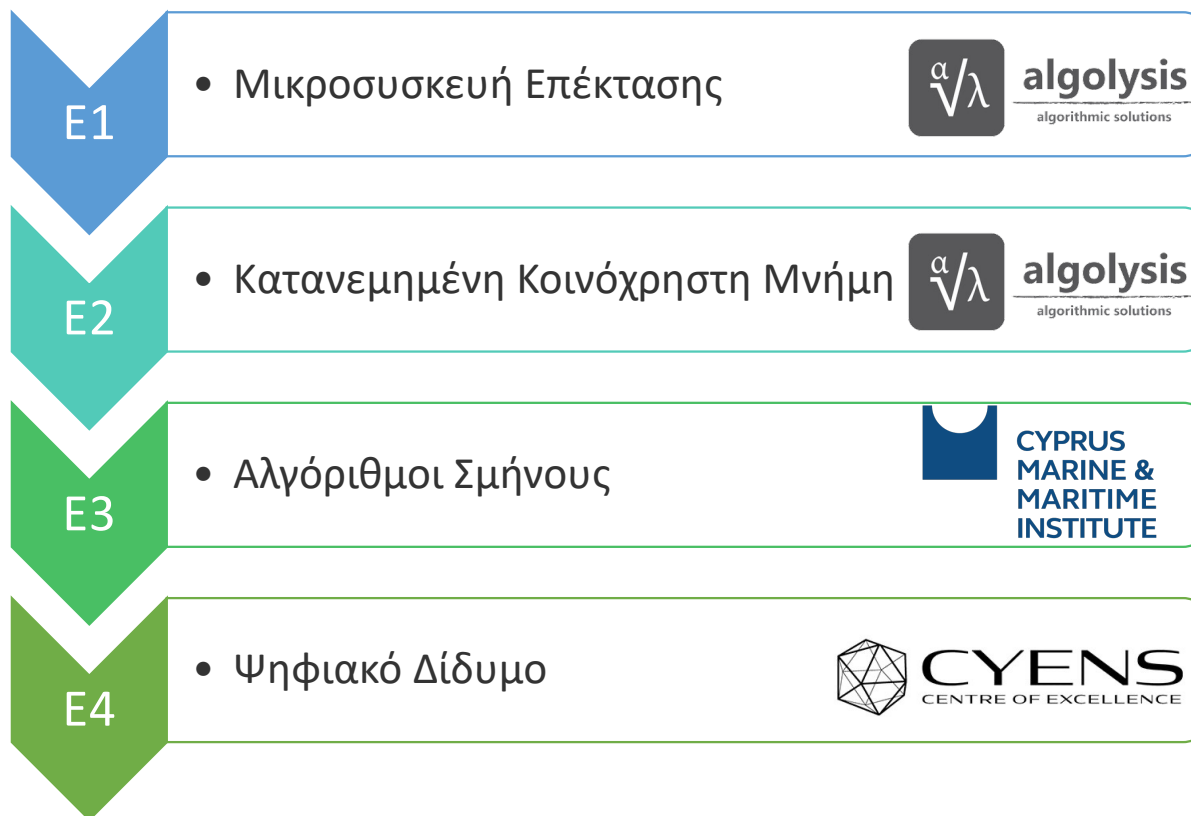 E1
• Μικροσυσκευή Επέκτασης
α√λ
algolysis
algorithmic solutions
E2
• Κατανεμημένη Κοινόχρηστη Μνήμη
α√λ
algolysis
algorithmic solutions
E3
• Αλγόριθμοι Σμήνους
CYPRUS
MARINE &
MARITIME
INSTITUTE
E4
• Ψηφιακό Δίδυμο
CYENS
CENTRE OF EXCELLENCE